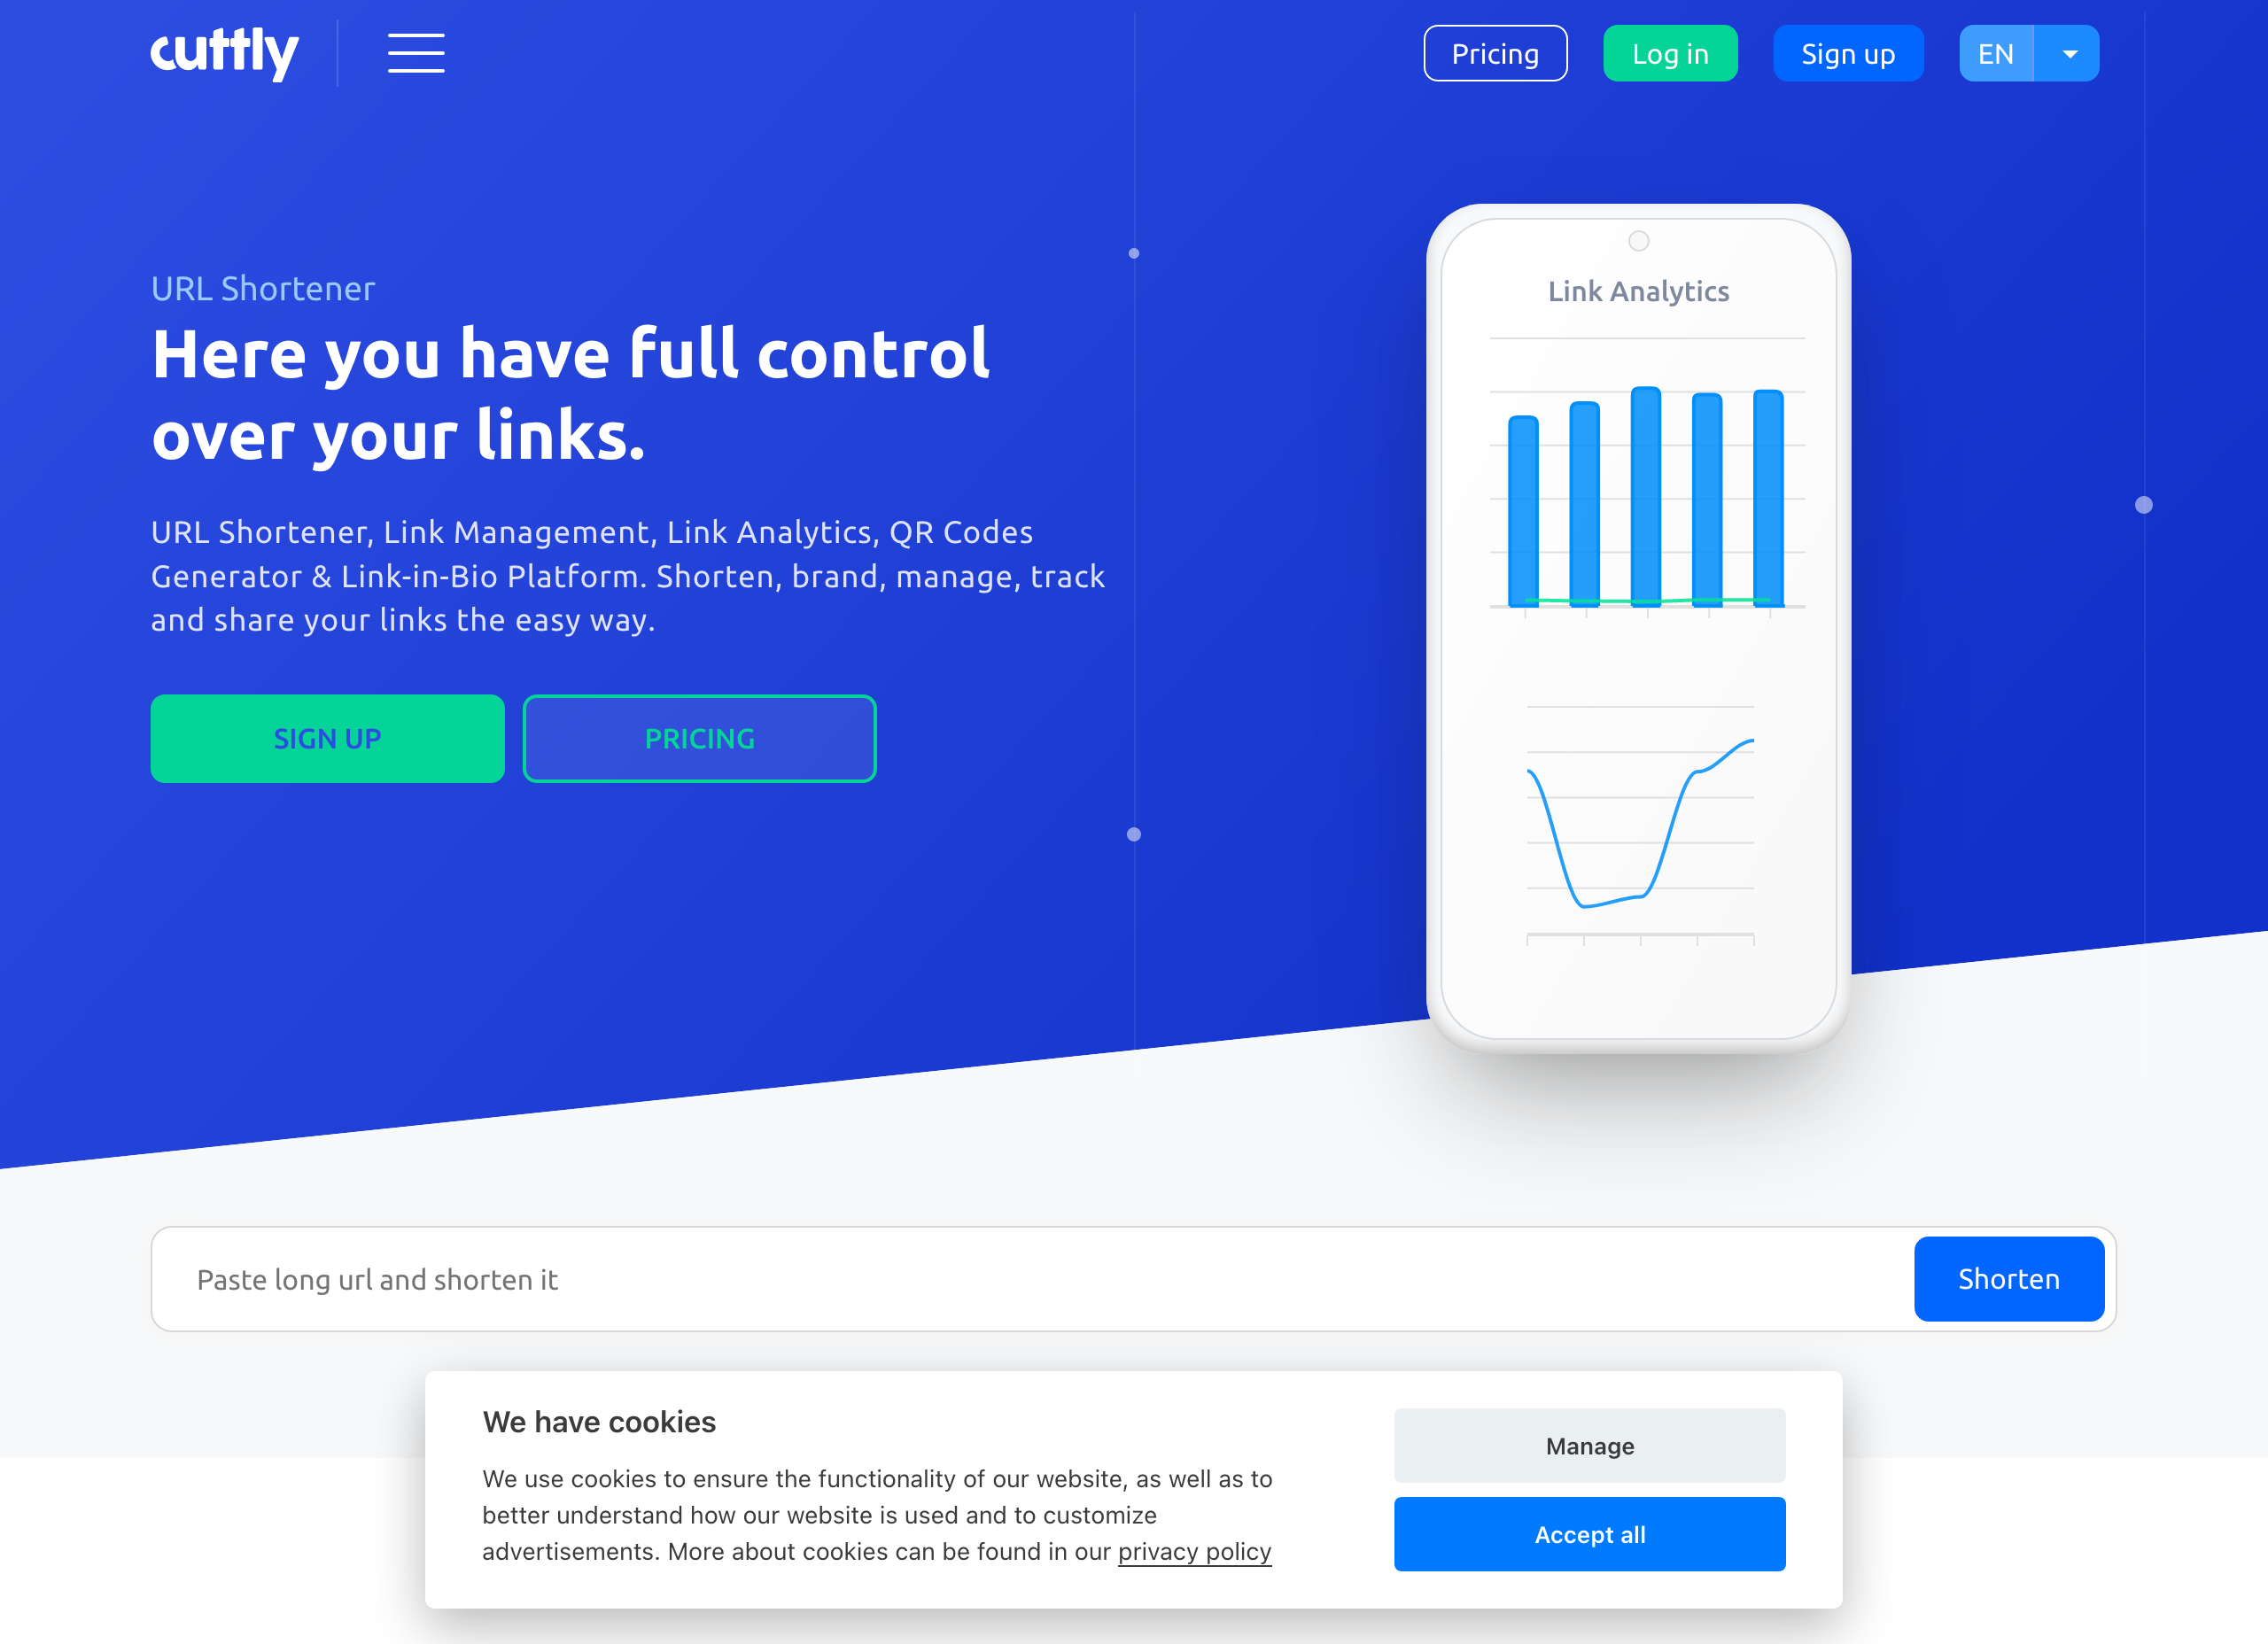 cuttly
Pricing
Log in
Sign up
EN
URL Shortener
Here you have full control
over your links.
URL Shortener, Link Management, Link Analytics, QR Codes
Generator & Link-in-Bio Platform. Shorten, brand, manage, track
and share your links the easy way.
SIGN UP
PRICING
Link Analytics
Paste long url and shorten it
Shorten
We have cookies
We use cookies to ensure the functionality of our website, as well as to
better understand how our website is used and to customize
advertisements. More about cookies can be found in our privacy policy
Manage
Accept all